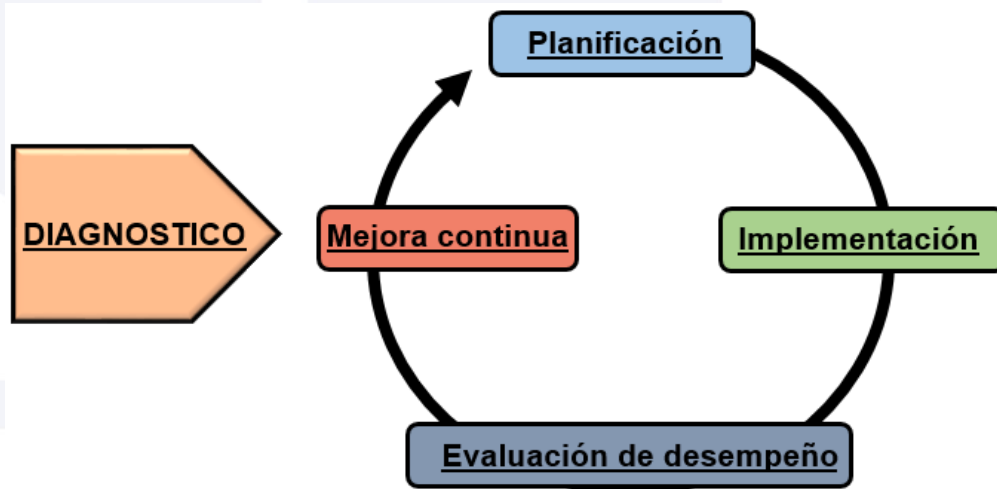 Planificación
DIAGNOSTICO
Mejora continua
Implementación
Evaluación de desempeño